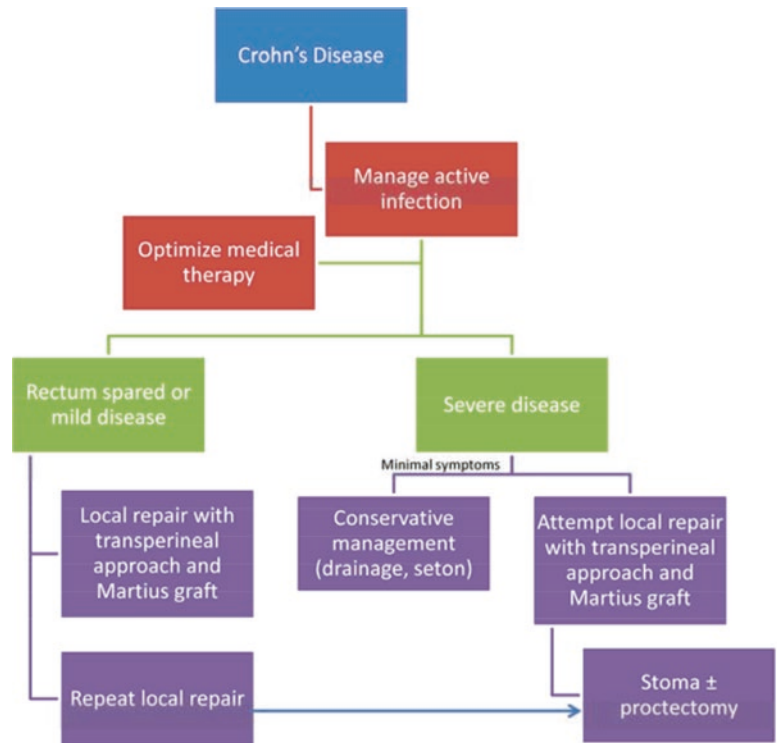 Crohn's Disease
Manage active
infection
Optimize medical
therapy
Rectum spared or
mild disease
Severe disease
Minimal symptoms
Local repair with
transperineal
approach and
Martius graft
Conservative
management
(drainage, seton)
Attempt local repair
with transperineal
approach and
Martius graft
Repeat local repair
Stoma ±
proctectomy